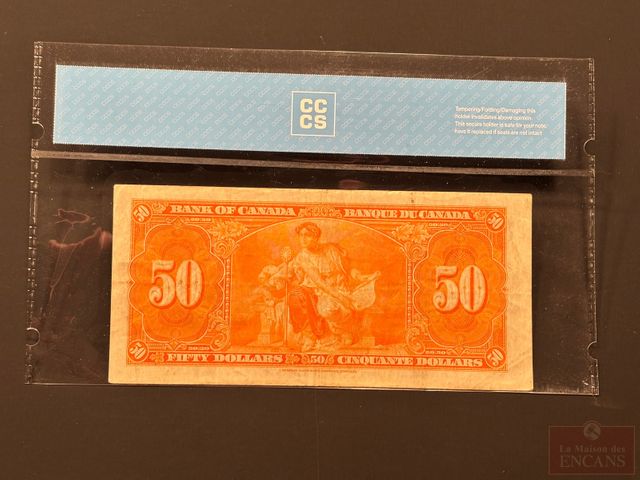 CC
CS
Tampering/Folding/Damaging this
holder invalidates above opinion.
This secure holder is safe for your note,
have it replaced if seals are not intact
50 BANK OF CANADA BANQUE DU CANADA 50
50 50
50 FIFTY DOLLARS 50 CINQUANTE DOLLARS 50
La Maison des
ENCANS